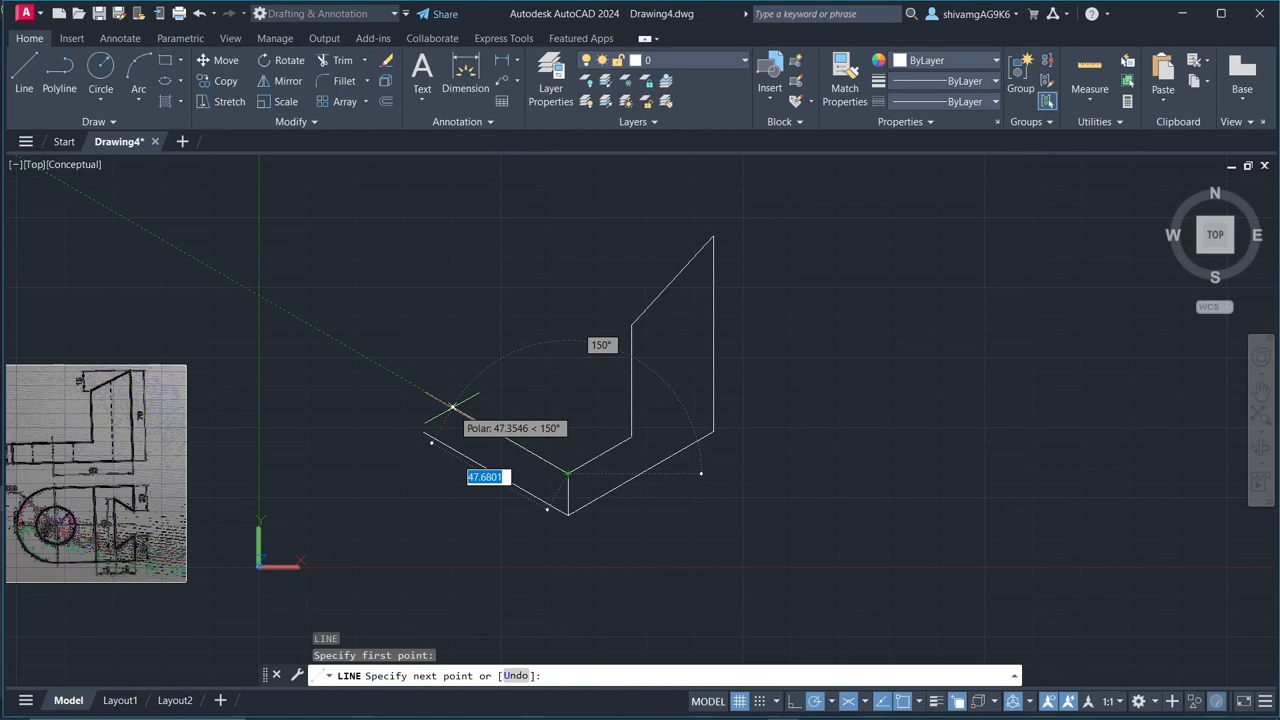 A Drafting & Annotation Share Autodesk AutoCAD 2024 Drawing4.dwg Type a keyword or phrase shivamgAG9K6
Home Insert Annotate Parametric View Manage Output Add-ins Collaborate Express Tools Featured Apps
Line Polyline Circle Arc
Move Rotate Trim
Copy Mirror Fillet
Stretch Scale Array
Text Dimension
Layer Properties
0
Insert
Match Properties
ByLayer
ByLayer
ByLayer
Group Measure Paste Base
Draw Modify Annotation Layers Block Properties Groups Utilities Clipboard View
Start Drawing4*
[−][Top][Conceptual]
N
W TOP E
S
WCS
150°
Polar: 47.3546 < 150°
47.6801
15
70
Y
X
LINE
Specify first point:
LINE Specify next point or [Undo]:
Model Layout1 Layout2 MODEL 1:1